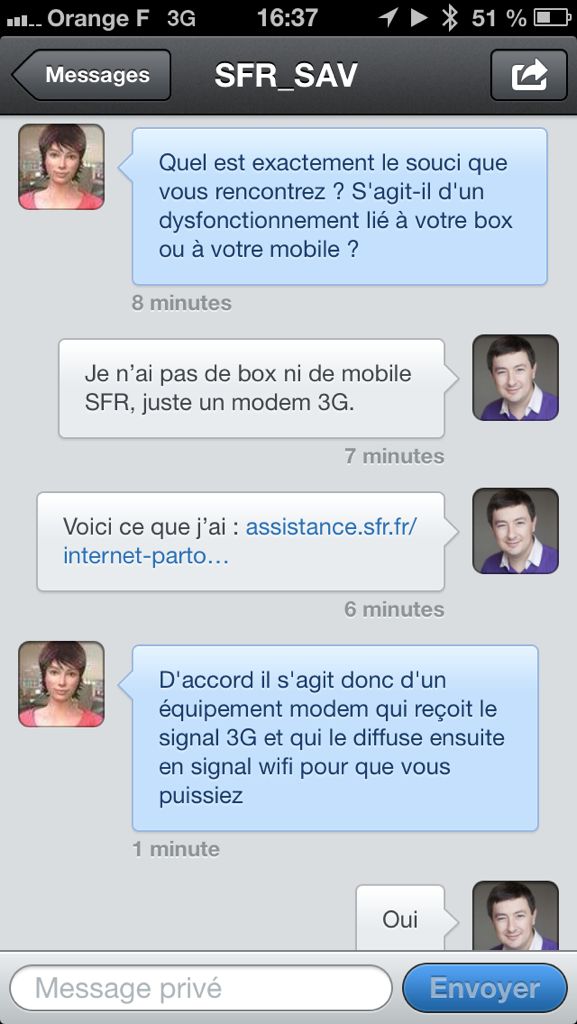 Orange F 3G 16:37 51 %
Messages SFR_SAV
Quel est exactement le souci que
vous rencontrez ? S'agit-il d'un
dysfonctionnement lié à votre box
ou à votre mobile ?
8 minutes
Je n’ai pas de box ni de mobile
SFR, juste un modem 3G.
7 minutes
Voici ce que j’ai : assistance.sfr.fr/
internet-parto…
6 minutes
D'accord il s'agit donc d'un
équipement modem qui reçoit le
signal 3G et qui le diffuse ensuite
en signal wifi pour que vous
puissiez
1 minute
Oui
Message privé Envoyer